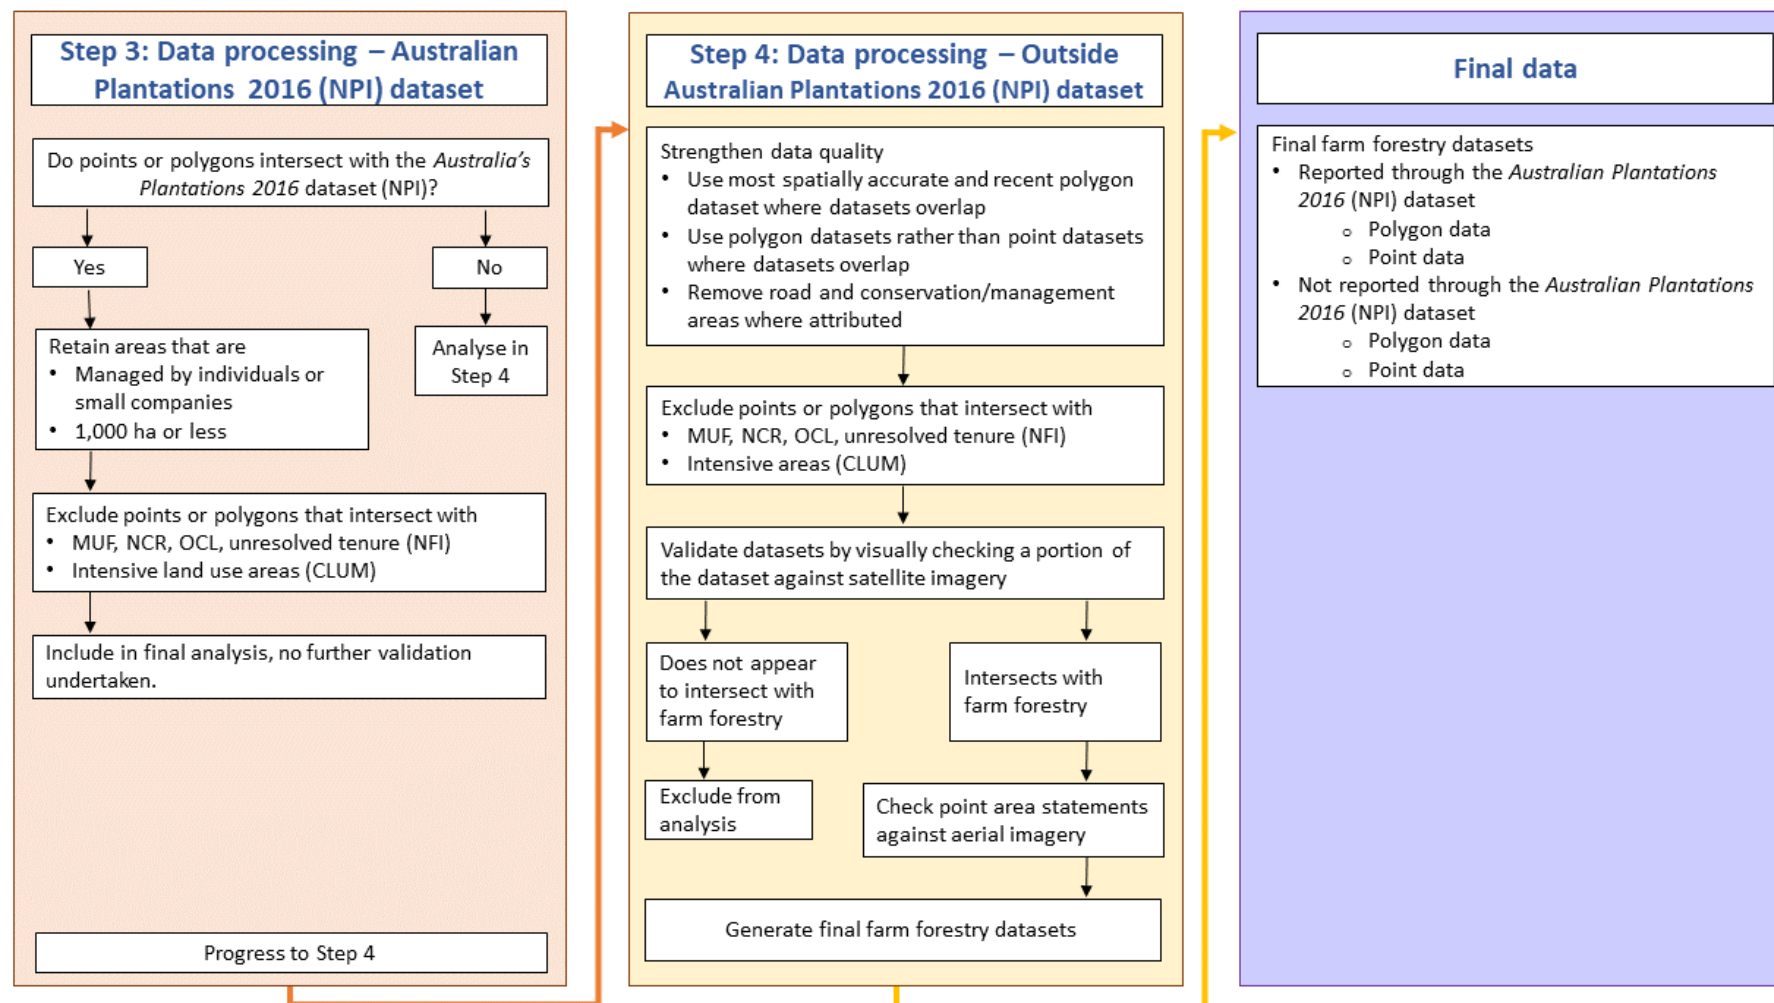 Step 3: Data processing – Australian
Plantations 2016 (NPI) dataset
Do points or polygons intersect with the Australia's
Plantations 2016 dataset (NPI)?
Yes
No
Retain areas that are
• Managed by individuals or
small companies
• 1,000 ha or less
Analyse in
Step 4
Exclude points or polygons that intersect with
• MUF, NCR, OCL, unresolved tenure (NFI)
• Intensive land use areas (CLUM)
Include in final analysis, no further validation
undertaken.
Progress to Step 4
Step 4: Data processing – Outside
Australian Plantations 2016 (NPI) dataset
Strengthen data quality
• Use most spatially accurate and recent polygon
dataset where datasets overlap
• Use polygon datasets rather than point datasets
where datasets overlap
• Remove road and conservation/management
areas where attributed
Exclude points or polygons that intersect with
• MUF, NCR, OCL, unresolved tenure (NFI)
• Intensive areas (CLUM)
Validate datasets by visually checking a portion of
the dataset against satellite imagery
Does not appear
to intersect with
farm forestry
Intersects with
farm forestry
Exclude from
analysis
Check point area statements
against aerial imagery
Generate final farm forestry datasets
Final data
Final farm forestry datasets
• Reported through the Australian Plantations
2016 (NPI) dataset
o Polygon data
o Point data
• Not reported through the Australian Plantations
2016 (NPI) dataset
o Polygon data
o Point data